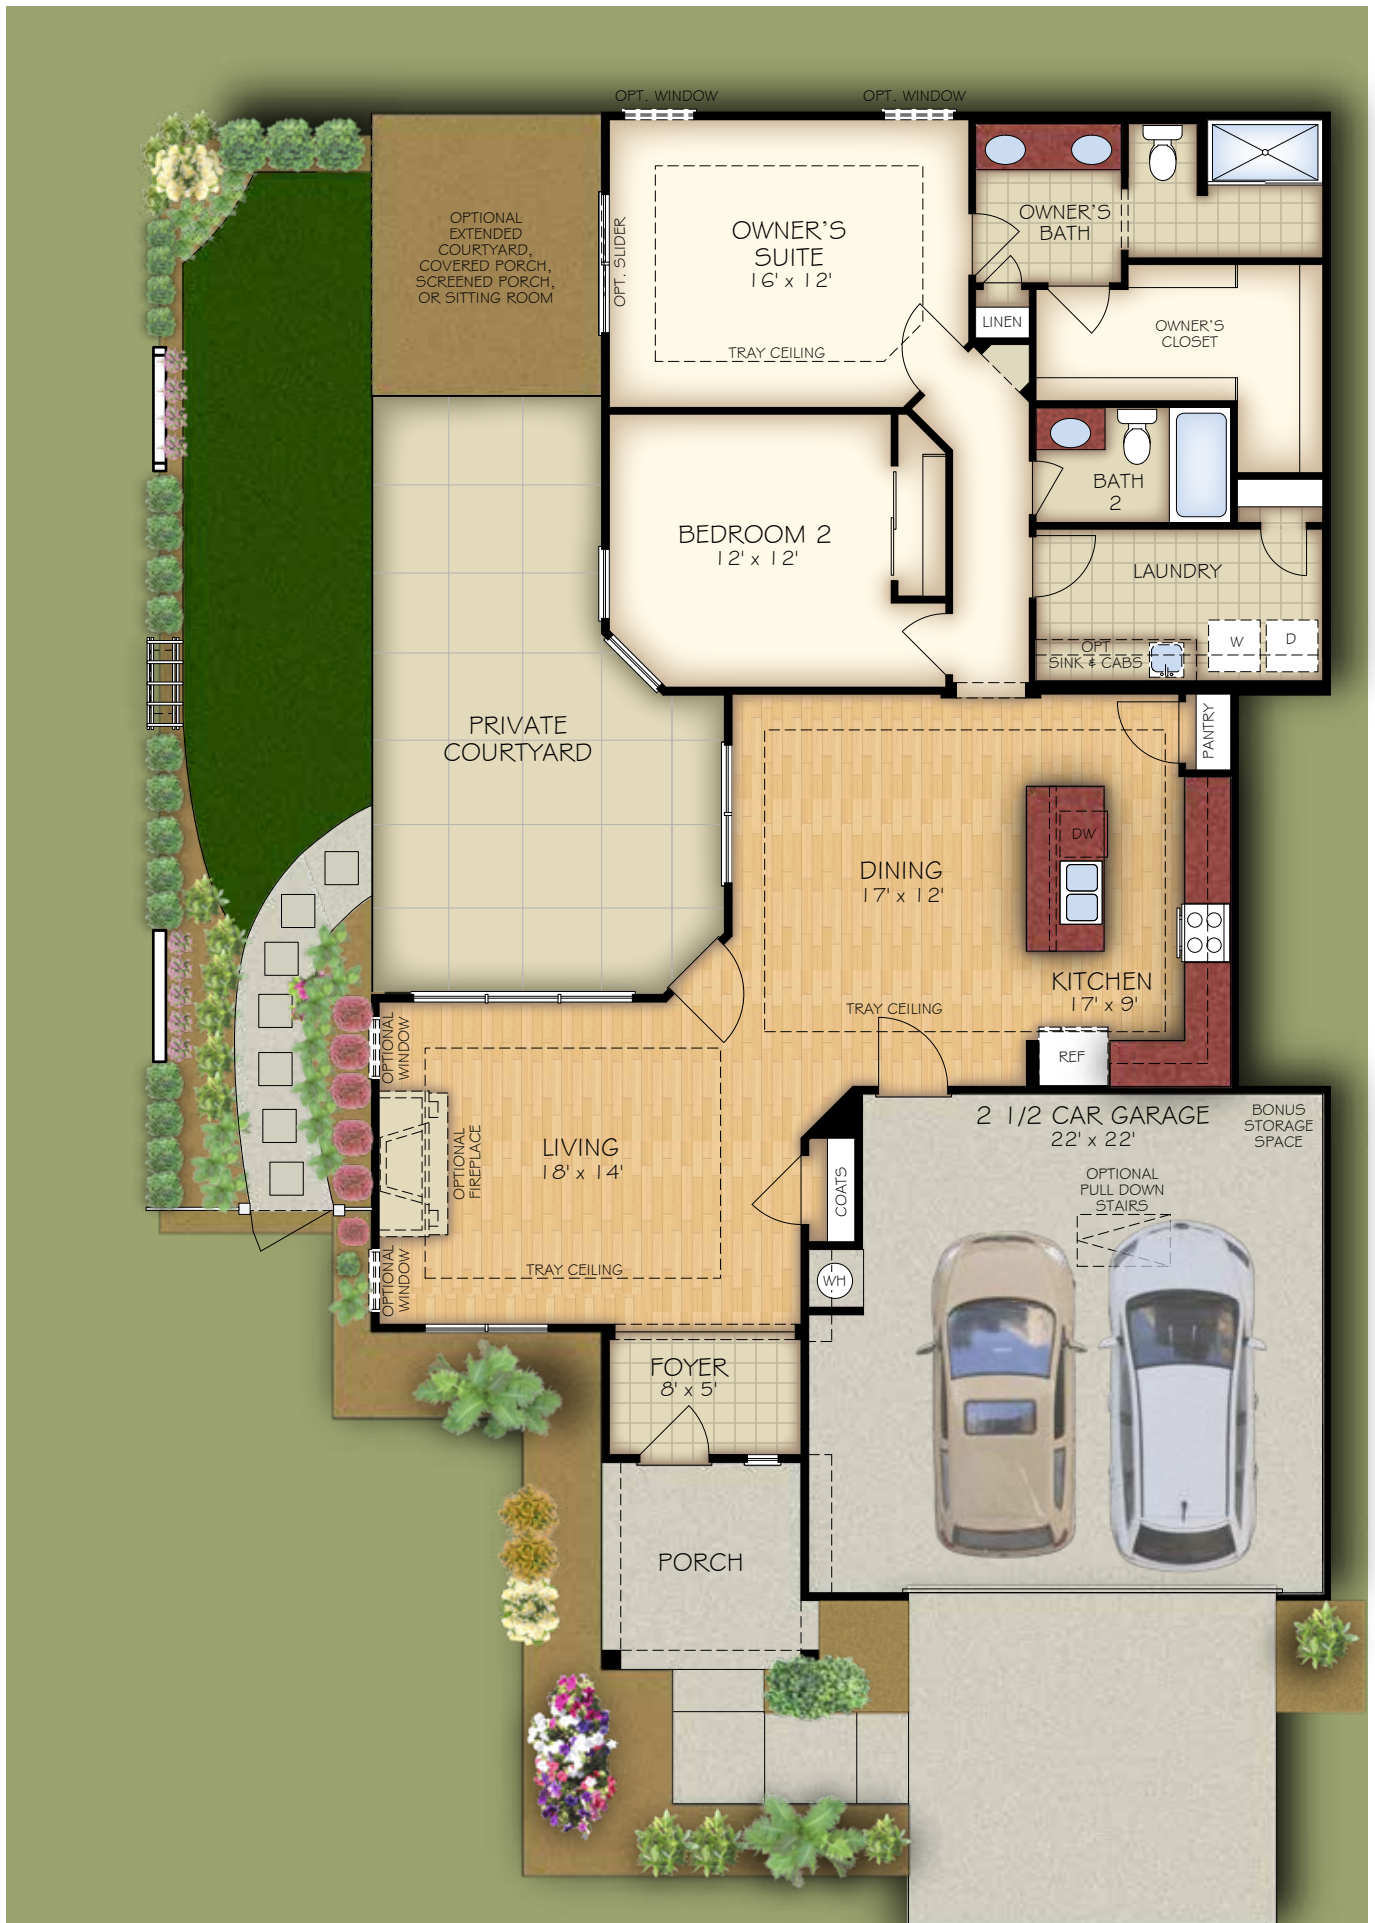 OPT. WINDOW
OPT. WINDOW
OPTIONAL
EXTENDED
COURTYARD,
COVERED PORCH,
SCREENED PORCH,
OR SITTING ROOM
OPT. SLIDER
OWNER'S
SUITE
16' x 12'
TRAY CEILING
OWNER'S
BATH
LINEN
OWNER'S
CLOSET
BATH
2
BEDROOM 2
12' x 12'
LAUNDRY
OPT
SINK & CABS
W
D
PRIVATE
COURTYARD
PANTRY
DW
DINING
17' x 12'
KITCHEN
17' x 9'
TRAY CEILING
REF
OPTIONAL
WINDOW
OPTIONAL
FIREPLACE
LIVING
18' x 14'
TRAY CEILING
OPTIONAL
WINDOW
COATS
WH
2 1/2 CAR GARAGE
22' x 22'
BONUS
STORAGE
SPACE
OPTIONAL
PULL DOWN
STAIRS
FOYER
8' x 5'
PORCH